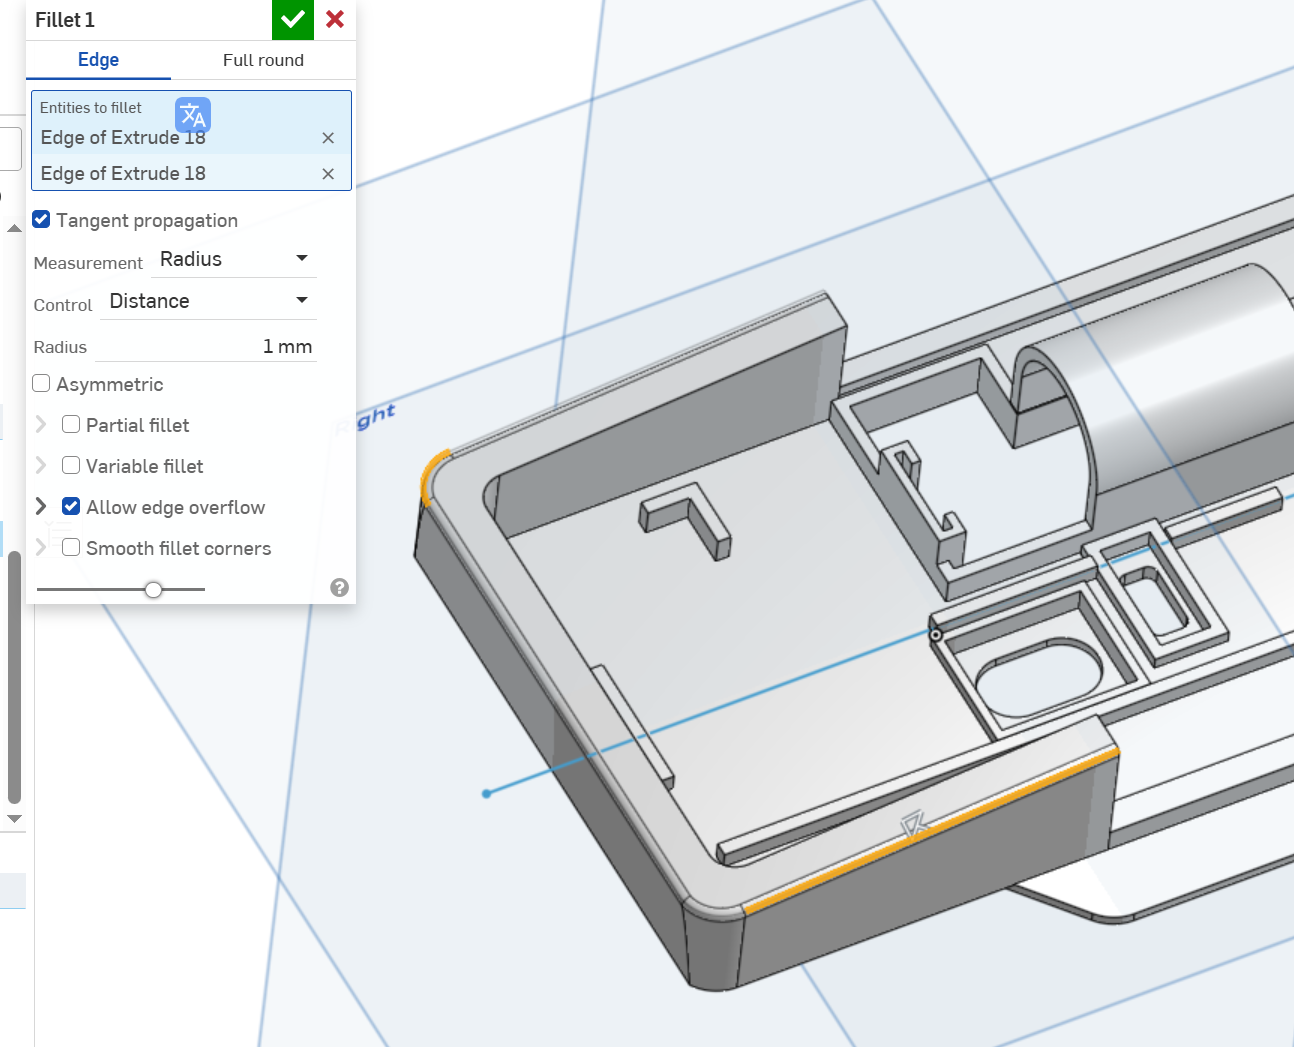 Fillet 1
Edge
Full round
Entities to fillet
Edge of Extrude 18
Edge of Extrude 18
Tangent propagation
Measurement Radius
Control Distance
Radius 1 mm
Asymmetric
Partial fillet
Variable fillet
Allow edge overflow
Smooth fillet corners
Right